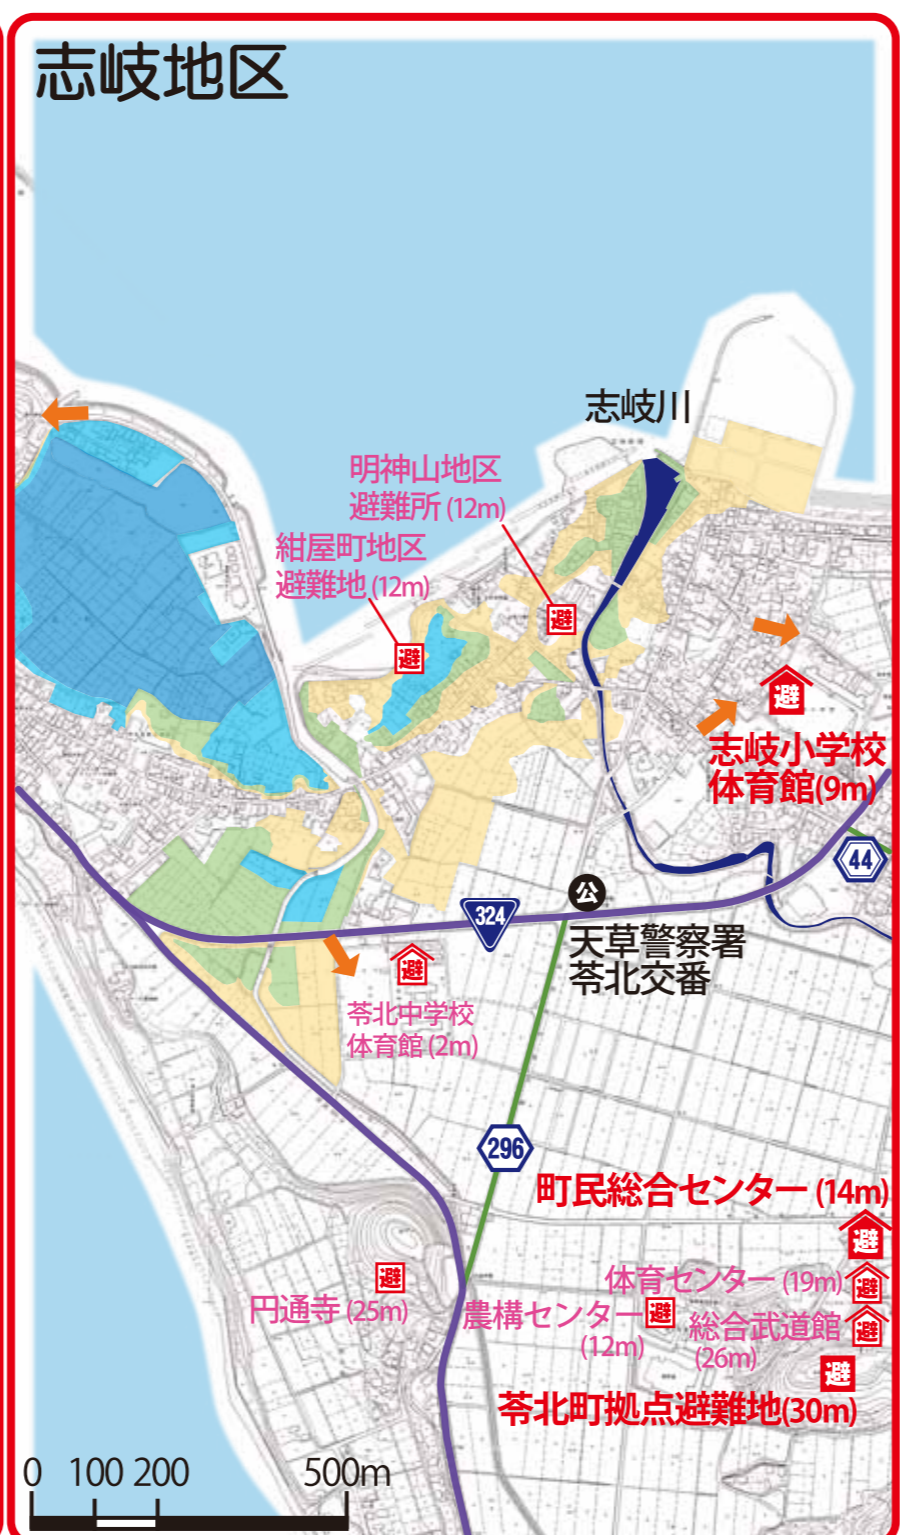 志岐地区
志岐川
明神山地区
避難所 (12m)
紺屋町地区
避難地 (12m)
避
避
避
志岐小学校
体育館(9m)
44
324
公
天草警察署
苓北交番
避
苓北中学校
体育館 (2m)
296
町民総合センター (14m)
避
体育センター (19m)
避
避
円通寺 (25m)
農構センター
(12m)
避
総合武道館
(26m)
避
避
苓北町拠点避難地(30m)
0 100 200 500m